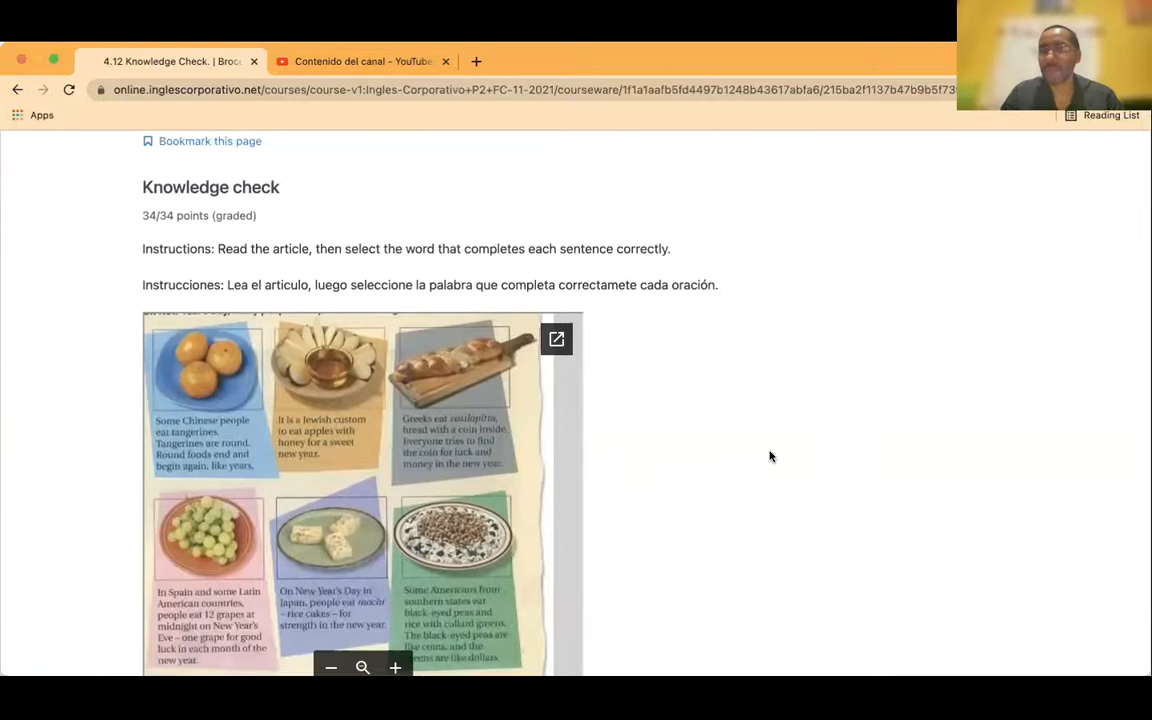 4.12 Knowledge Check. | Broc
Contenido del canal - YouTube
online.inglescorporativo.net/courses/course-v1:Ingles-Corporativo+P2+FC-11-2021/courseware/1f1a1aafb5fd4497b1248b43617abfa6/215ba2f1137b47b9b5f73
Apps
Reading List
Bookmark this page
Knowledge check
34/34 points (graded)
Instructions: Read the article, then select the word that completes each sentence correctly.
Instrucciones: Lea el articulo, luego seleccione la palabra que completa correctamete cada oración.
Some Chinese people
eat tangerines.
Tangerines are round.
Round foods end and
begin again, like years.
It is a Jewish custom
to eat apples with
honey for a sweet
new year.
Greeks eat vasilopitta,
bread with a coin inside.
Everyone tries to find
the coin for luck and
money in the new year.
In Spain and some Latin
American countries,
people eat 12 grapes at
midnight on New Year's
Eve – one grape for good
luck in each month of the
new year.
On New Year's Day in
Japan, people eat mochi
– rice cakes – for
strength in the new year.
Some Americans from
southern states eat
black-eyed peas and
rice with collard greens.
The black-eyed peas are
like coins, and the
greens are like dollars.